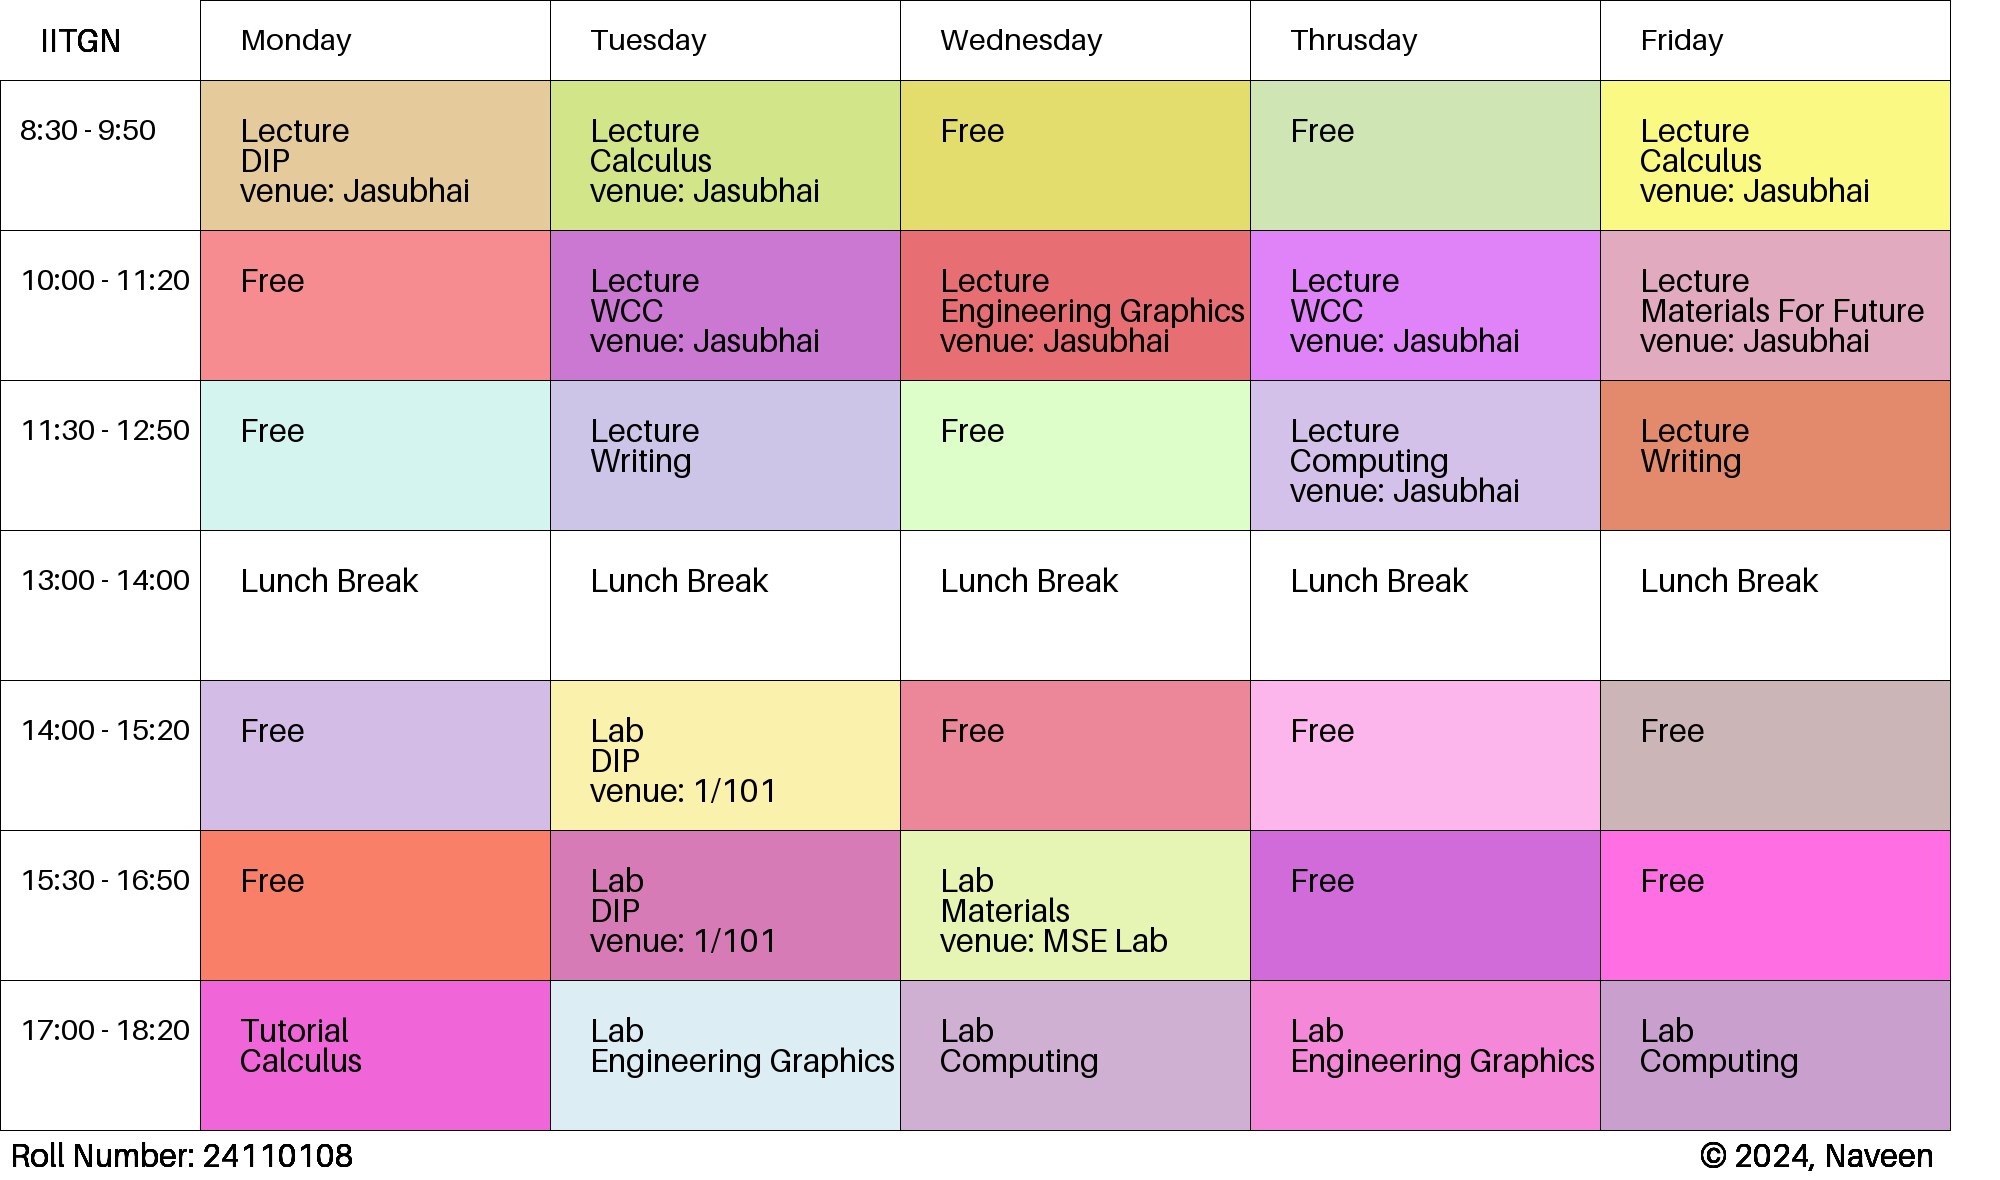 IITGN
Monday
Tuesday
Wednesday
Thrusday
Friday
8:30 - 9:50
Lecture
DIP
venue: Jasubhai
Lecture
Calculus
venue: Jasubhai
Free
Free
Lecture
Calculus
venue: Jasubhai
10:00 - 11:20
Free
Lecture
WCC
venue: Jasubhai
Lecture
Engineering Graphics
venue: Jasubhai
Lecture
WCC
venue: Jasubhai
Lecture
Materials For Future
venue: Jasubhai
11:30 - 12:50
Free
Lecture
Writing
Free
Lecture
Computing
venue: Jasubhai
Lecture
Writing
13:00 - 14:00
Lunch Break
Lunch Break
Lunch Break
Lunch Break
Lunch Break
14:00 - 15:20
Free
Lab
DIP
venue: 1/101
Free
Free
Free
15:30 - 16:50
Free
Lab
DIP
venue: 1/101
Lab
Materials
venue: MSE Lab
Free
Free
17:00 - 18:20
Tutorial
Calculus
Lab
Engineering Graphics
Lab
Computing
Lab
Engineering Graphics
Lab
Computing
Roll Number: 24110108
© 2024, Naveen